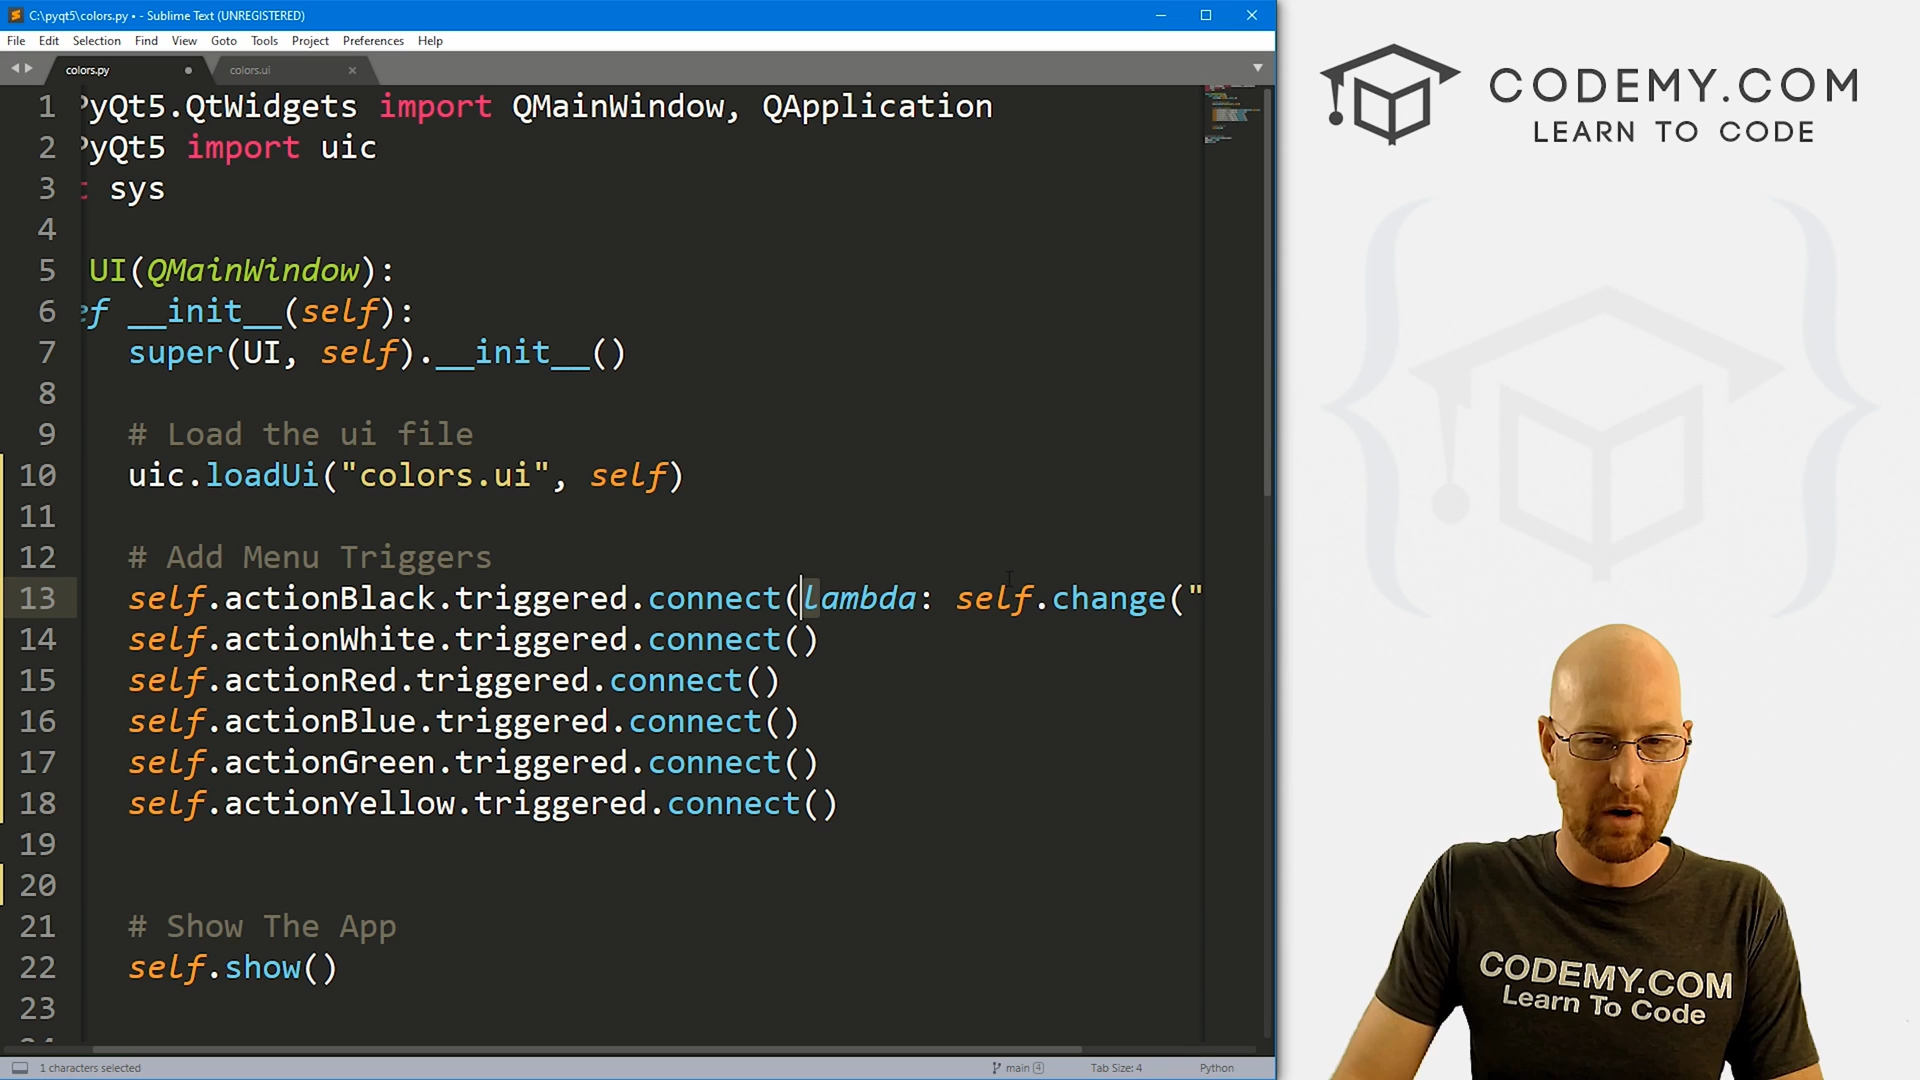 C:\pyqt5\colors.py • - Sublime Text (UNREGISTERED)
File Edit Selection Find View Goto Tools Project Preferences Help
colors.py
colors.ui
1 PyQt5.QtWidgets import QMainWindow, QApplication
2 PyQt5 import uic
3 t sys
4
5 UI(QMainWindow):
6 ef __init__(self):
7 super(UI, self).__init__()
8
9 # Load the ui file
10 uic.loadUi("colors.ui", self)
11
12 # Add Menu Triggers
13 self.actionBlack.triggered.connect(lambda: self.change("
14 self.actionWhite.triggered.connect()
15 self.actionRed.triggered.connect()
16 self.actionBlue.triggered.connect()
17 self.actionGreen.triggered.connect()
18 self.actionYellow.triggered.connect()
19
20
21 # Show The App
22 self.show()
23
1 characters selected
main 4
Tab Size: 4
Python
CODEMY.COM
LEARN TO CODE
CODEMY.COM
Learn To Code